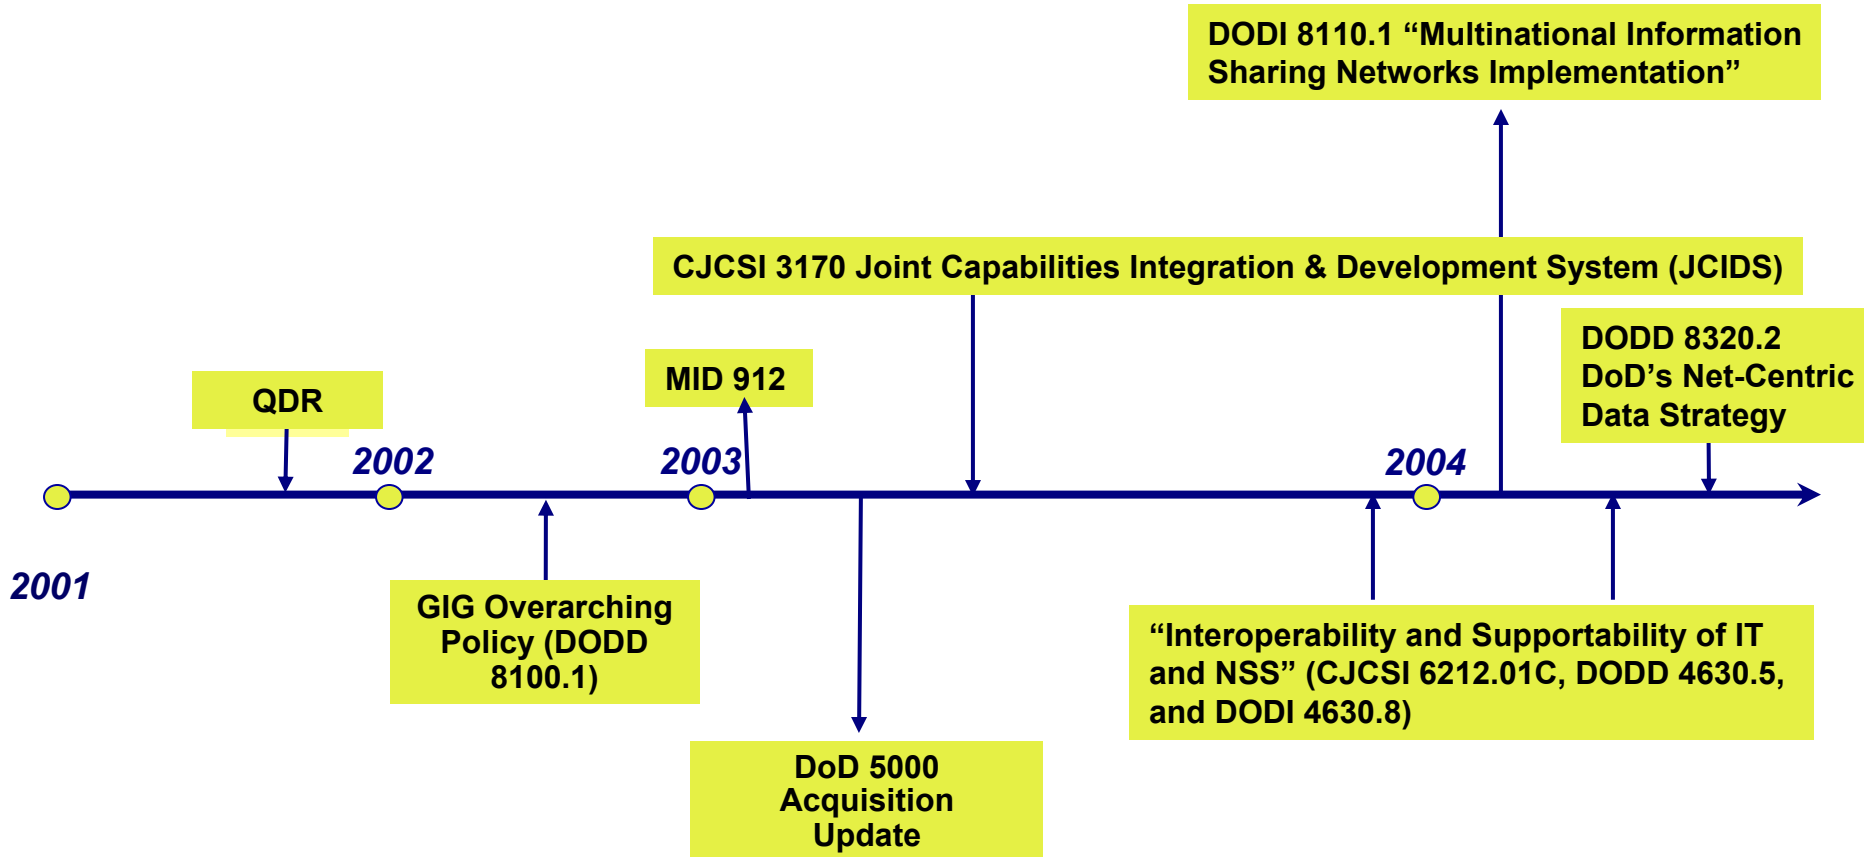 DODI 8110.1 “Multinational Information
Sharing Networks Implementation”
CJCSI 3170 Joint Capabilities Integration & Development System (JCIDS)
DODD 8320.2
DoD’s Net-Centric
Data Strategy
MID 912
QDR
2002
2003
2004
2001
GIG Overarching
Policy (DODD
8100.1)
“Interoperability and Supportability of IT
and NSS” (CJCSI 6212.01C, DODD 4630.5,
and DODI 4630.8)
DoD 5000
Acquisition
Update